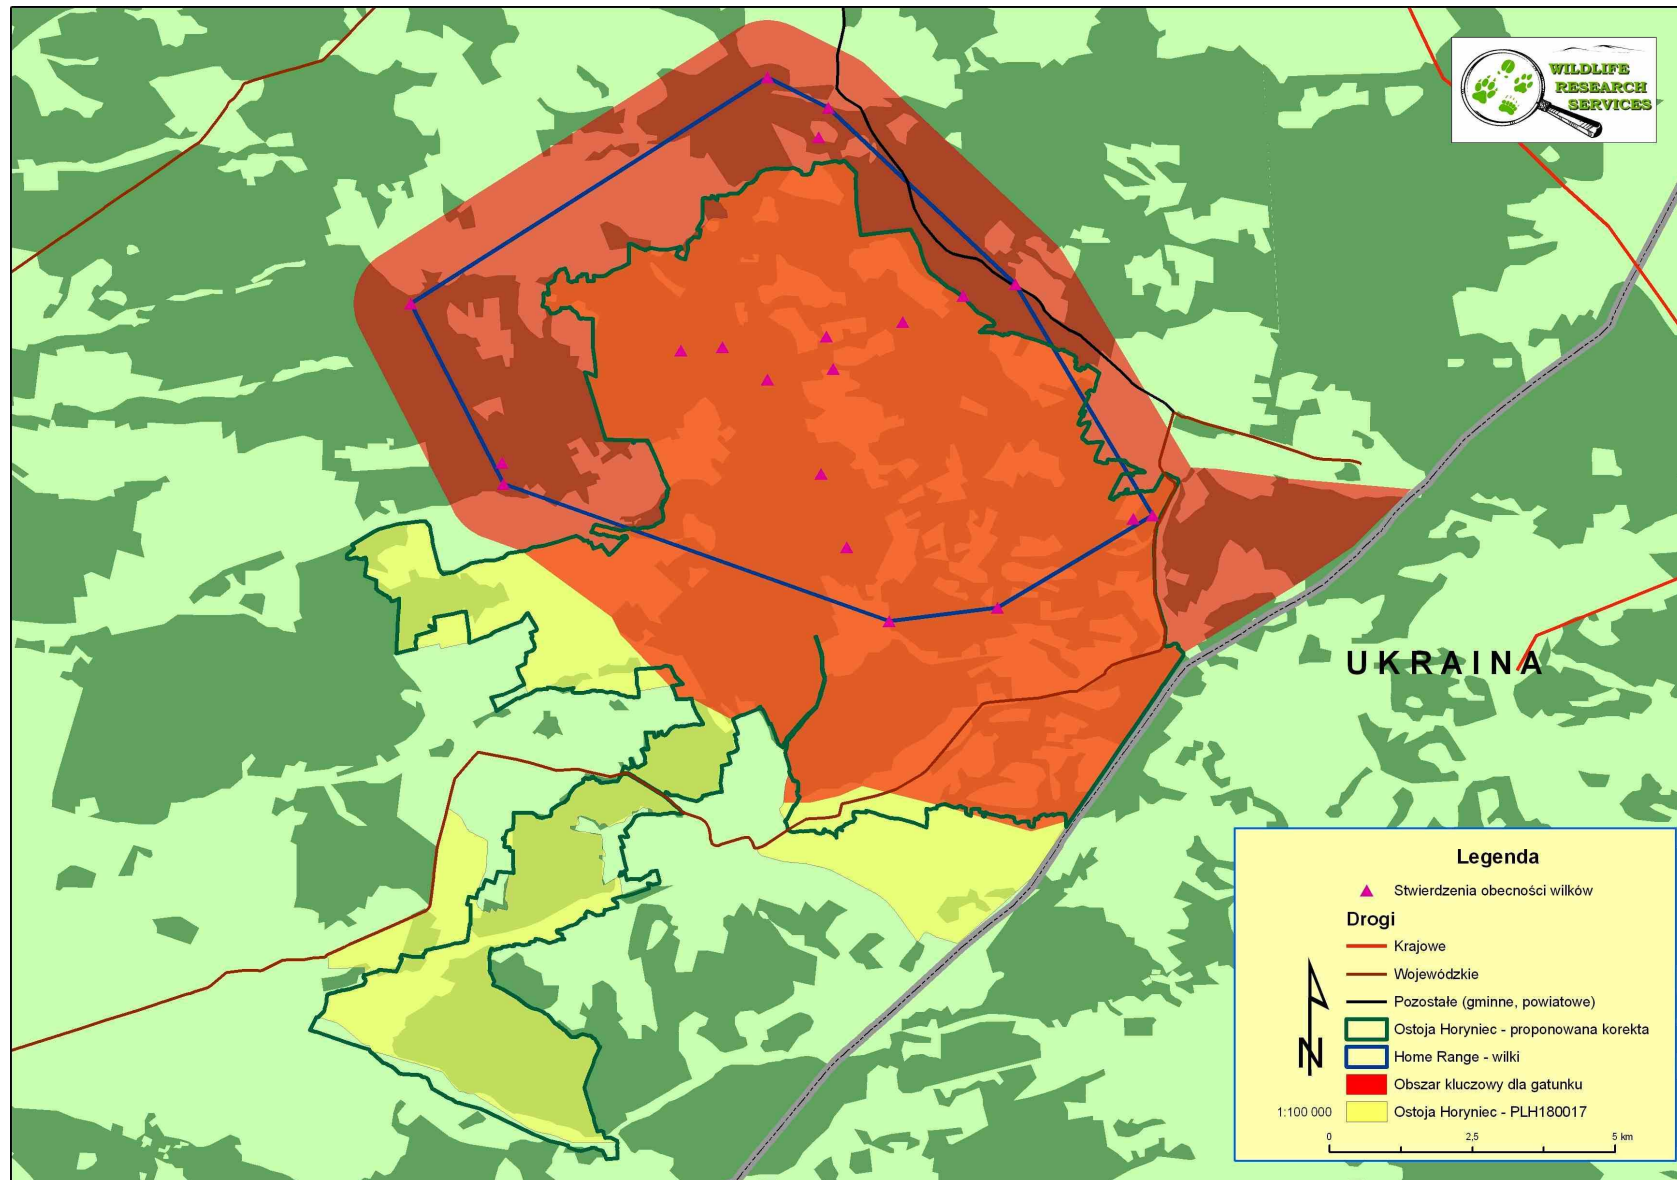 WILDLIFE
RESEARCH
SERVICES
UKRAINA
Legenda
Stwierdzenia obecności wilków
Drogi
Krajowe
Wojewódzkie
Pozostałe (gminne, powiatowe)
Ostoja Horyniec - proponowana korekta
Home Range - wilki
Obszar kluczowy dla gatunku
Ostoja Horyniec - PLH180017
N
1:100 000
0 2,5 5 km